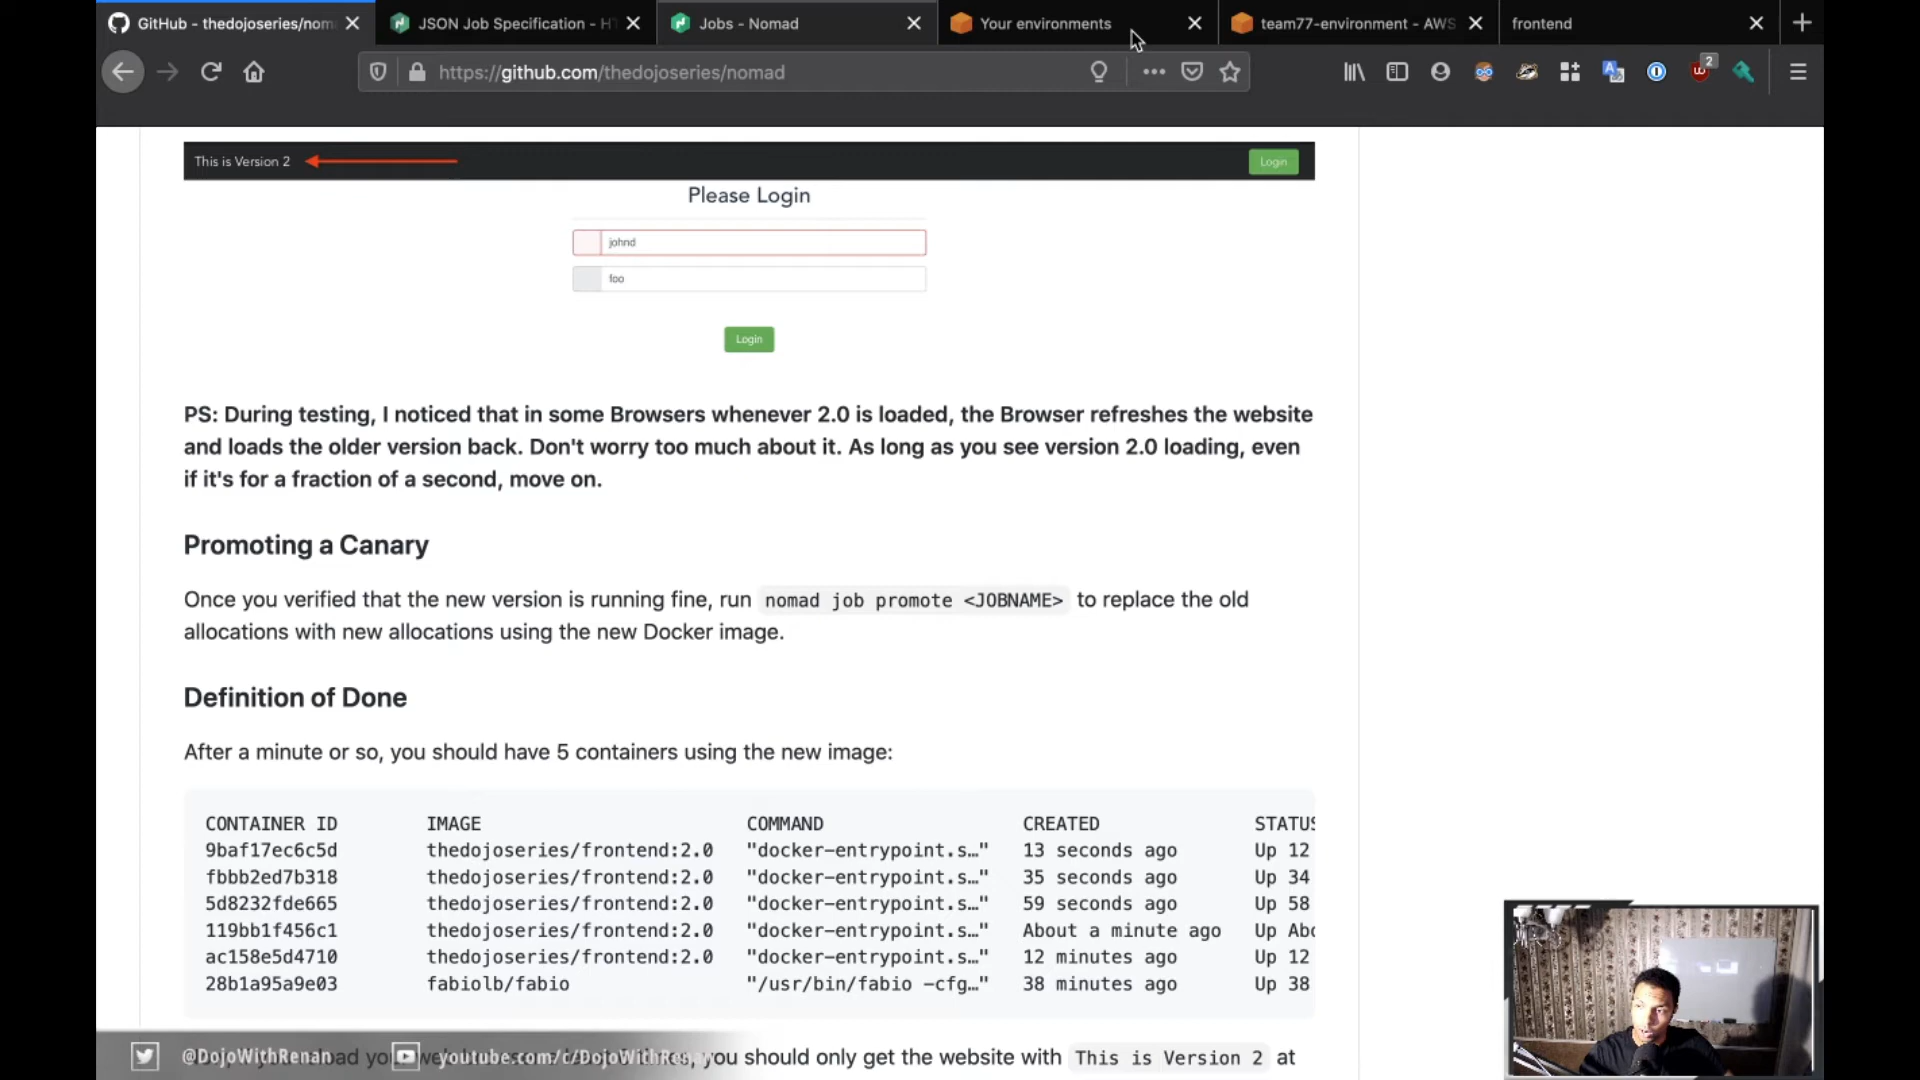 GitHub - thedojoseries/nom
JSON Job Specification - H
Jobs - Nomad
Your environments
team77-environment - AWS
frontend
https://github.com/thedojoseries/nomad
2
This is Version 2
Login
Please Login
johnd
foo
Login
PS: During testing, I noticed that in some Browsers whenever 2.0 is loaded, the Browser refreshes the website
and loads the older version back. Don't worry too much about it. As long as you see version 2.0 loading, even
if it's for a fraction of a second, move on.
Promoting a Canary
Once you verified that the new version is running fine, run nomad job promote <JOBNAME> to replace the old
allocations with new allocations using the new Docker image.
Definition of Done
After a minute or so, you should have 5 containers using the new image:
CONTAINER ID IMAGE COMMAND CREATED STATUS
9baf17ec6c5d thedojoseries/frontend:2.0 "docker-entrypoint.s…" 13 seconds ago Up 12
fbbb2ed7b318 thedojoseries/frontend:2.0 "docker-entrypoint.s…" 35 seconds ago Up 34
5d8232fde665 thedojoseries/frontend:2.0 "docker-entrypoint.s…" 59 seconds ago Up 58
119bb1f456c1 thedojoseries/frontend:2.0 "docker-entrypoint.s…" About a minute ago Up Abo
ac158e5d4710 thedojoseries/frontend:2.0 "docker-entrypoint.s…" 12 minutes ago Up 12
28b1a95a9e03 fabiolb/fabio "/usr/bin/fabio -cfg…" 38 minutes ago Up 38
@DojoWithRenan youtube.com/c/DojoWithRenan you should only get the website with This is Version 2 at